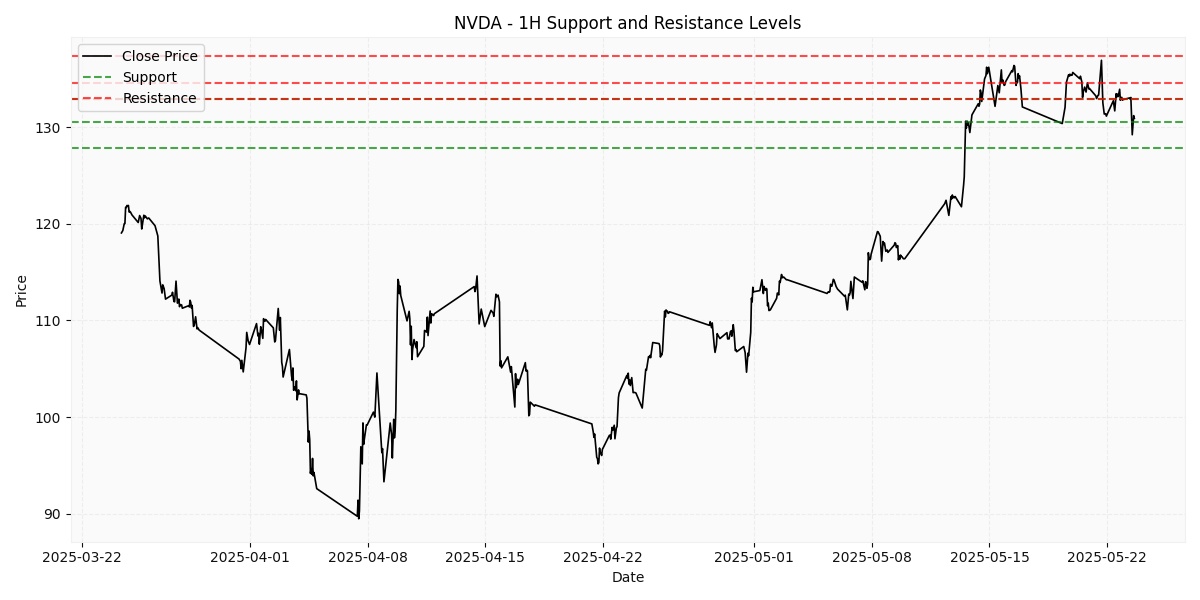 NVDA - 1H Support and Resistance Levels
Close Price
Support
Resistance
130
120
110
100
90
Price
2025-03-22
2025-04-01
2025-04-08
2025-04-15
2025-04-22
2025-05-01
2025-05-08
2025-05-15
2025-05-22
Date